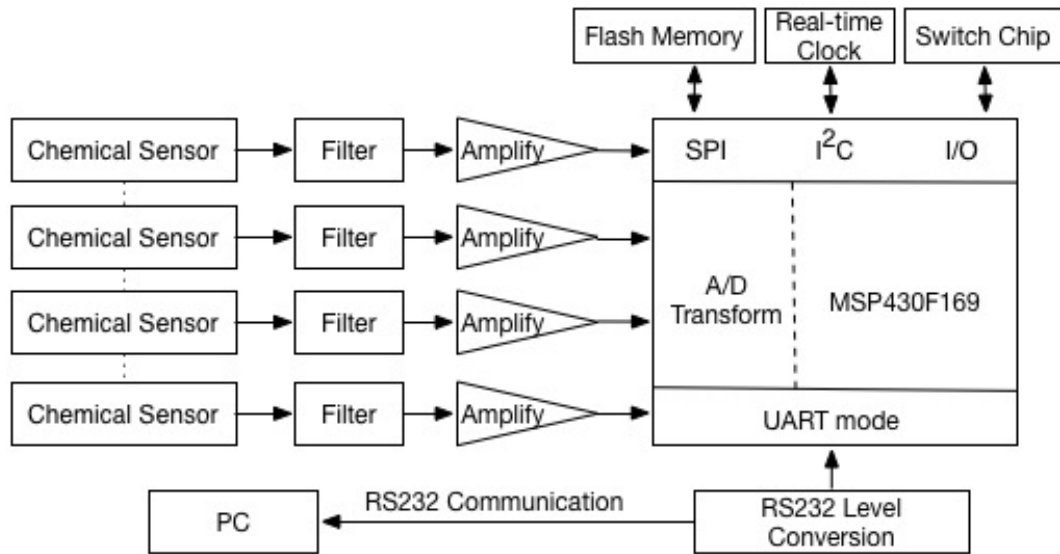 Flash Memory
Real-time
Clock
Switch Chip
Chemical Sensor
Filter
Amplify
SPI
I²C
I/O
Chemical Sensor
Filter
Amplify
Chemical Sensor
Filter
Amplify
A/D
Transform
MSP430F169
Chemical Sensor
Filter
Amplify
UART mode
PC
RS232 Communication
RS232 Level
Conversion